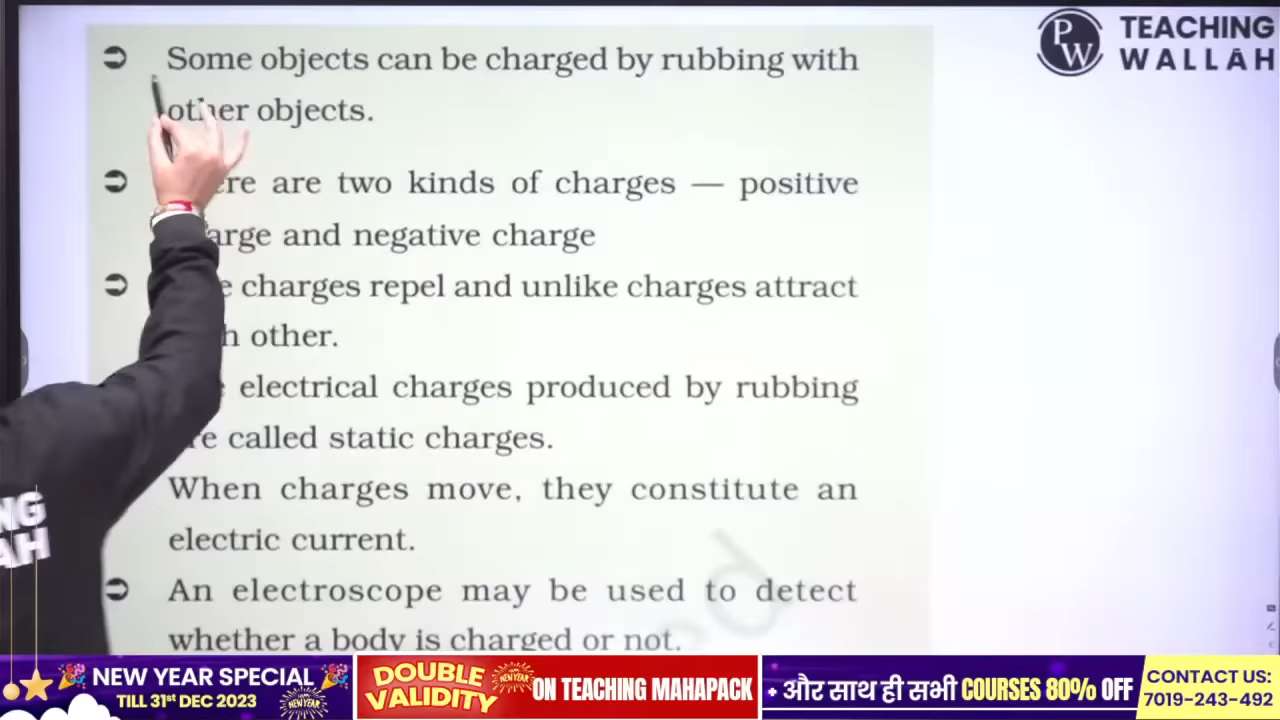 Some objects can be charged by rubbing with
other objects.
are two kinds of charges — positive
and negative charge
charges repel and unlike charges attract
other.
electrical charges produced by rubbing
called static charges.
When charges move, they constitute an
electric current.
An electroscope may be used to detect
whether a body is charged or not.
PW TEACHING
WALLAH
NEW YEAR SPECIAL
TILL 31st DEC 2023
DOUBLE
VALIDITY
ON TEACHING MAHAPACK
+ और साथ ही सभी COURSES 80% OFF
CONTACT US:
7019-243-492